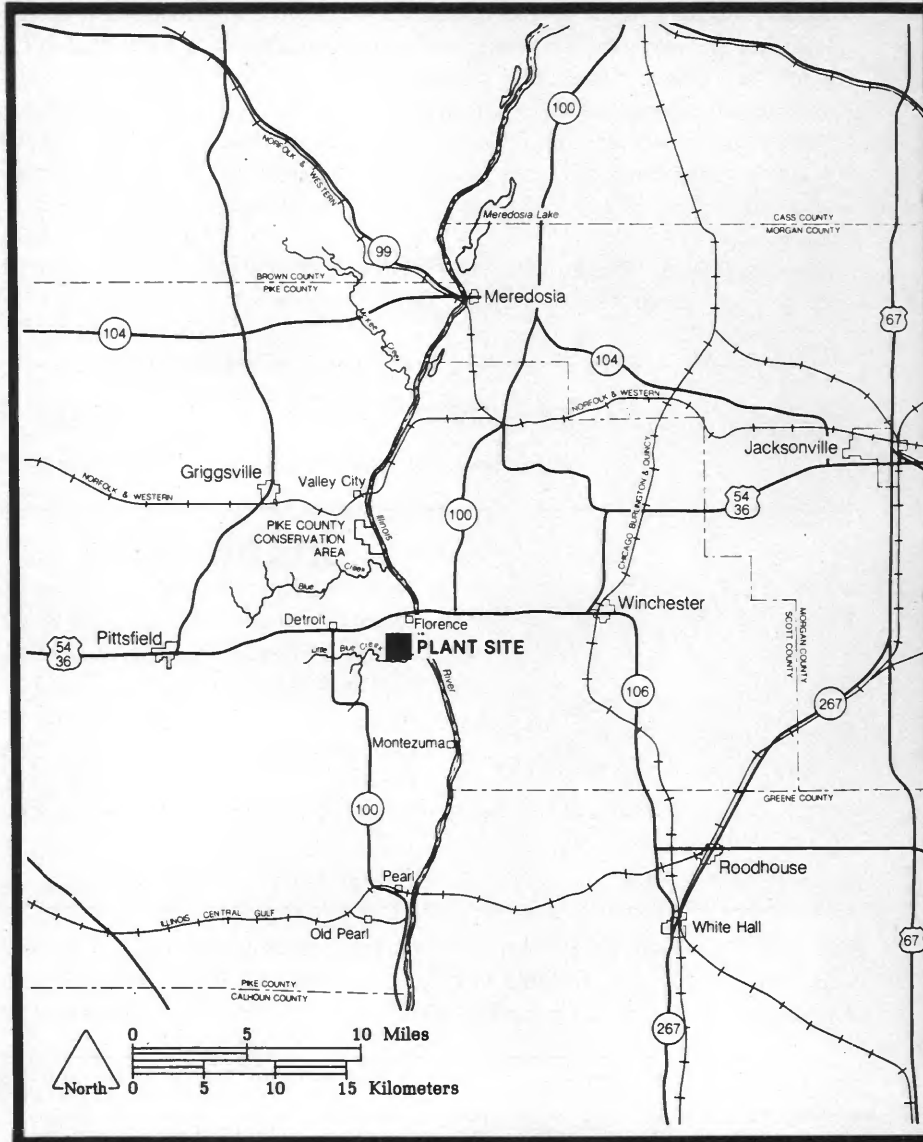 100
NORFOLK & WESTERN
Meredosia Lake
CASS COUNTY
MORGAN COUNTY
99
BROWN COUNTY
PIKE COUNTY
Meredosia
McKee Creek
67
104
104
NORFOLK & WESTERN
Jacksonville
Griggsville
Valley City
NORFOLK & WESTERN
54
36
100
Illinois
CHICAGO BURLINGTON & QUINCY
PIKE COUNTY
CONSERVATION
AREA
Blue Creek
Winchester
Detroit
Florence
MORGAN COUNTY
SCOTT COUNTY
Pittsfield
54
36
PLANT SITE
Little Blue Creek
River
106
267
Montezuma
GREENE COUNTY
100
Roodhouse
Pearl
ILLINOIS CENTRAL GULF
Old Pearl
White Hall
67
PIKE COUNTY
CALHOUN COUNTY
267
0 5 10 Miles
0 5 10 15 Kilometers
North